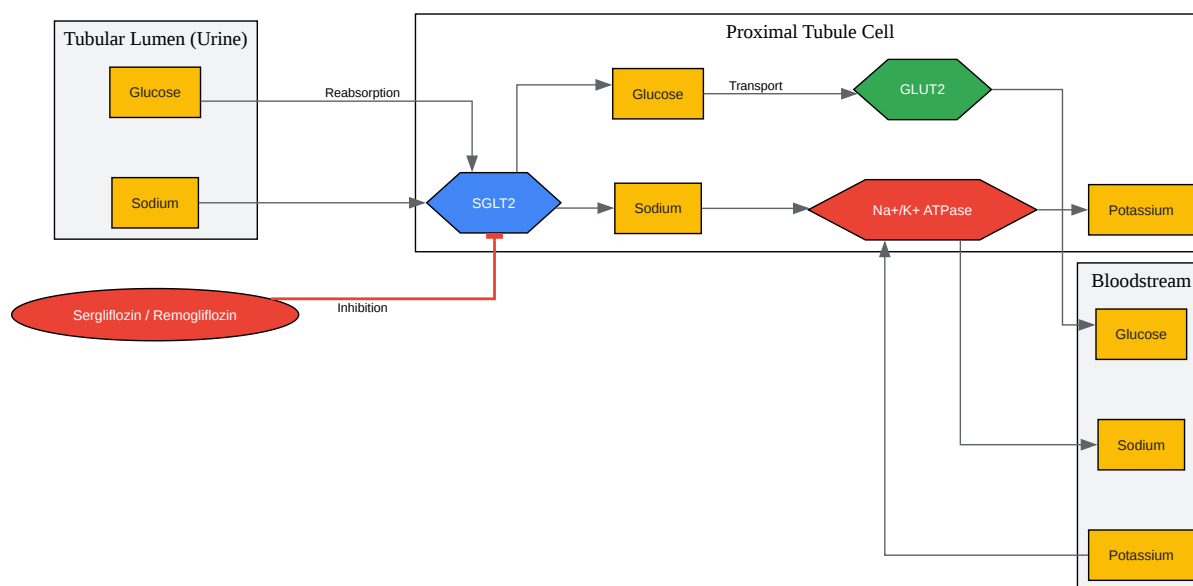 Tubular Lumen (Urine)
Glucose
Sodium
Reabsorption
Proximal Tubule Cell
Glucose
Transport
GLUT2
SGLT2
Sodium
Na+/K+ ATPase
Potassium
Sergliflozin / Remogliflozin
Inhibition
Bloodstream
Glucose
Sodium
Potassium